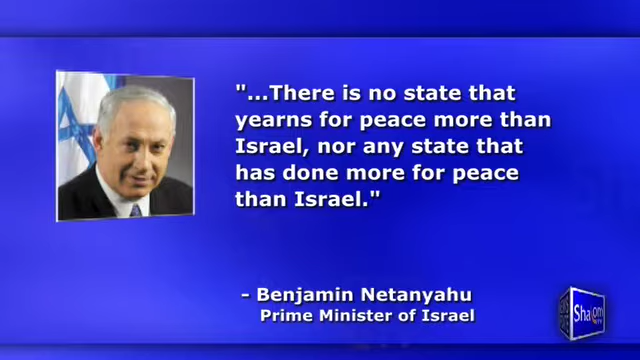 "...There is no state that
yearns for peace more than
Israel, nor any state that
has done more for peace
than Israel."
- Benjamin Netanyahu
Prime Minister of Israel
Shalom